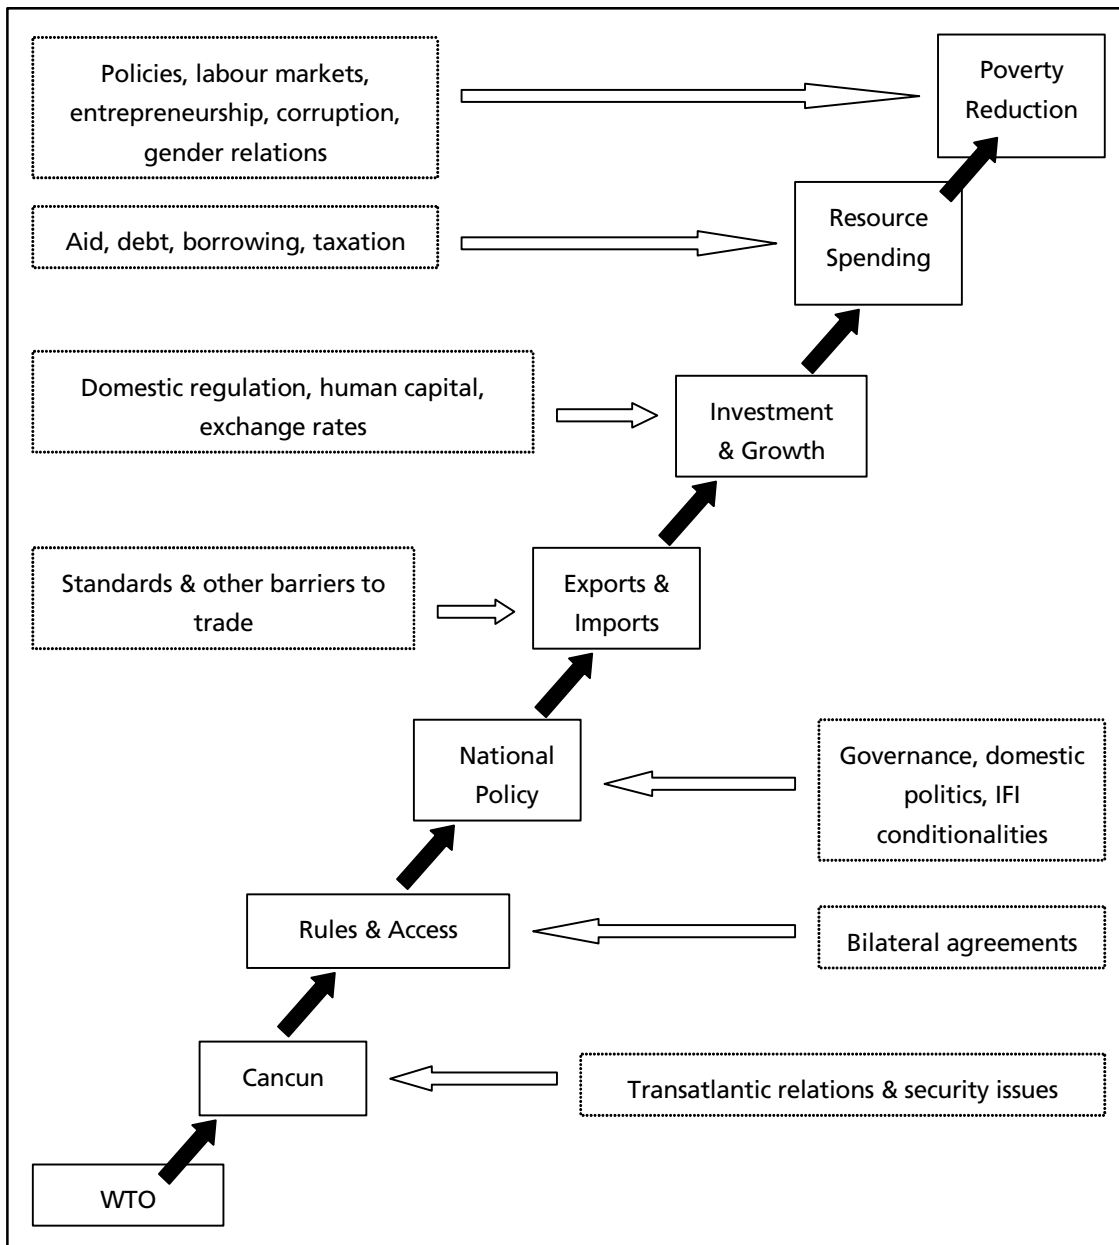 Policies, labour markets,
entrepreneurship, corruption,
gender relations
Poverty
Reduction
Aid, debt, borrowing, taxation
Resource
Spending
Domestic regulation, human capital,
exchange rates
Investment
& Growth
Standards & other barriers to
trade
Exports &
Imports
National
Policy
Governance, domestic
politics, IFI
conditionalities
Rules & Access
Bilateral agreements
Cancun
Transatlantic relations & security issues
WTO